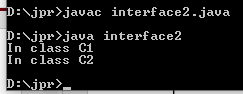 D:\jpr>javac interface2.java
D:\jpr>java interface2
In class C1
In class C2
D:\jpr>_